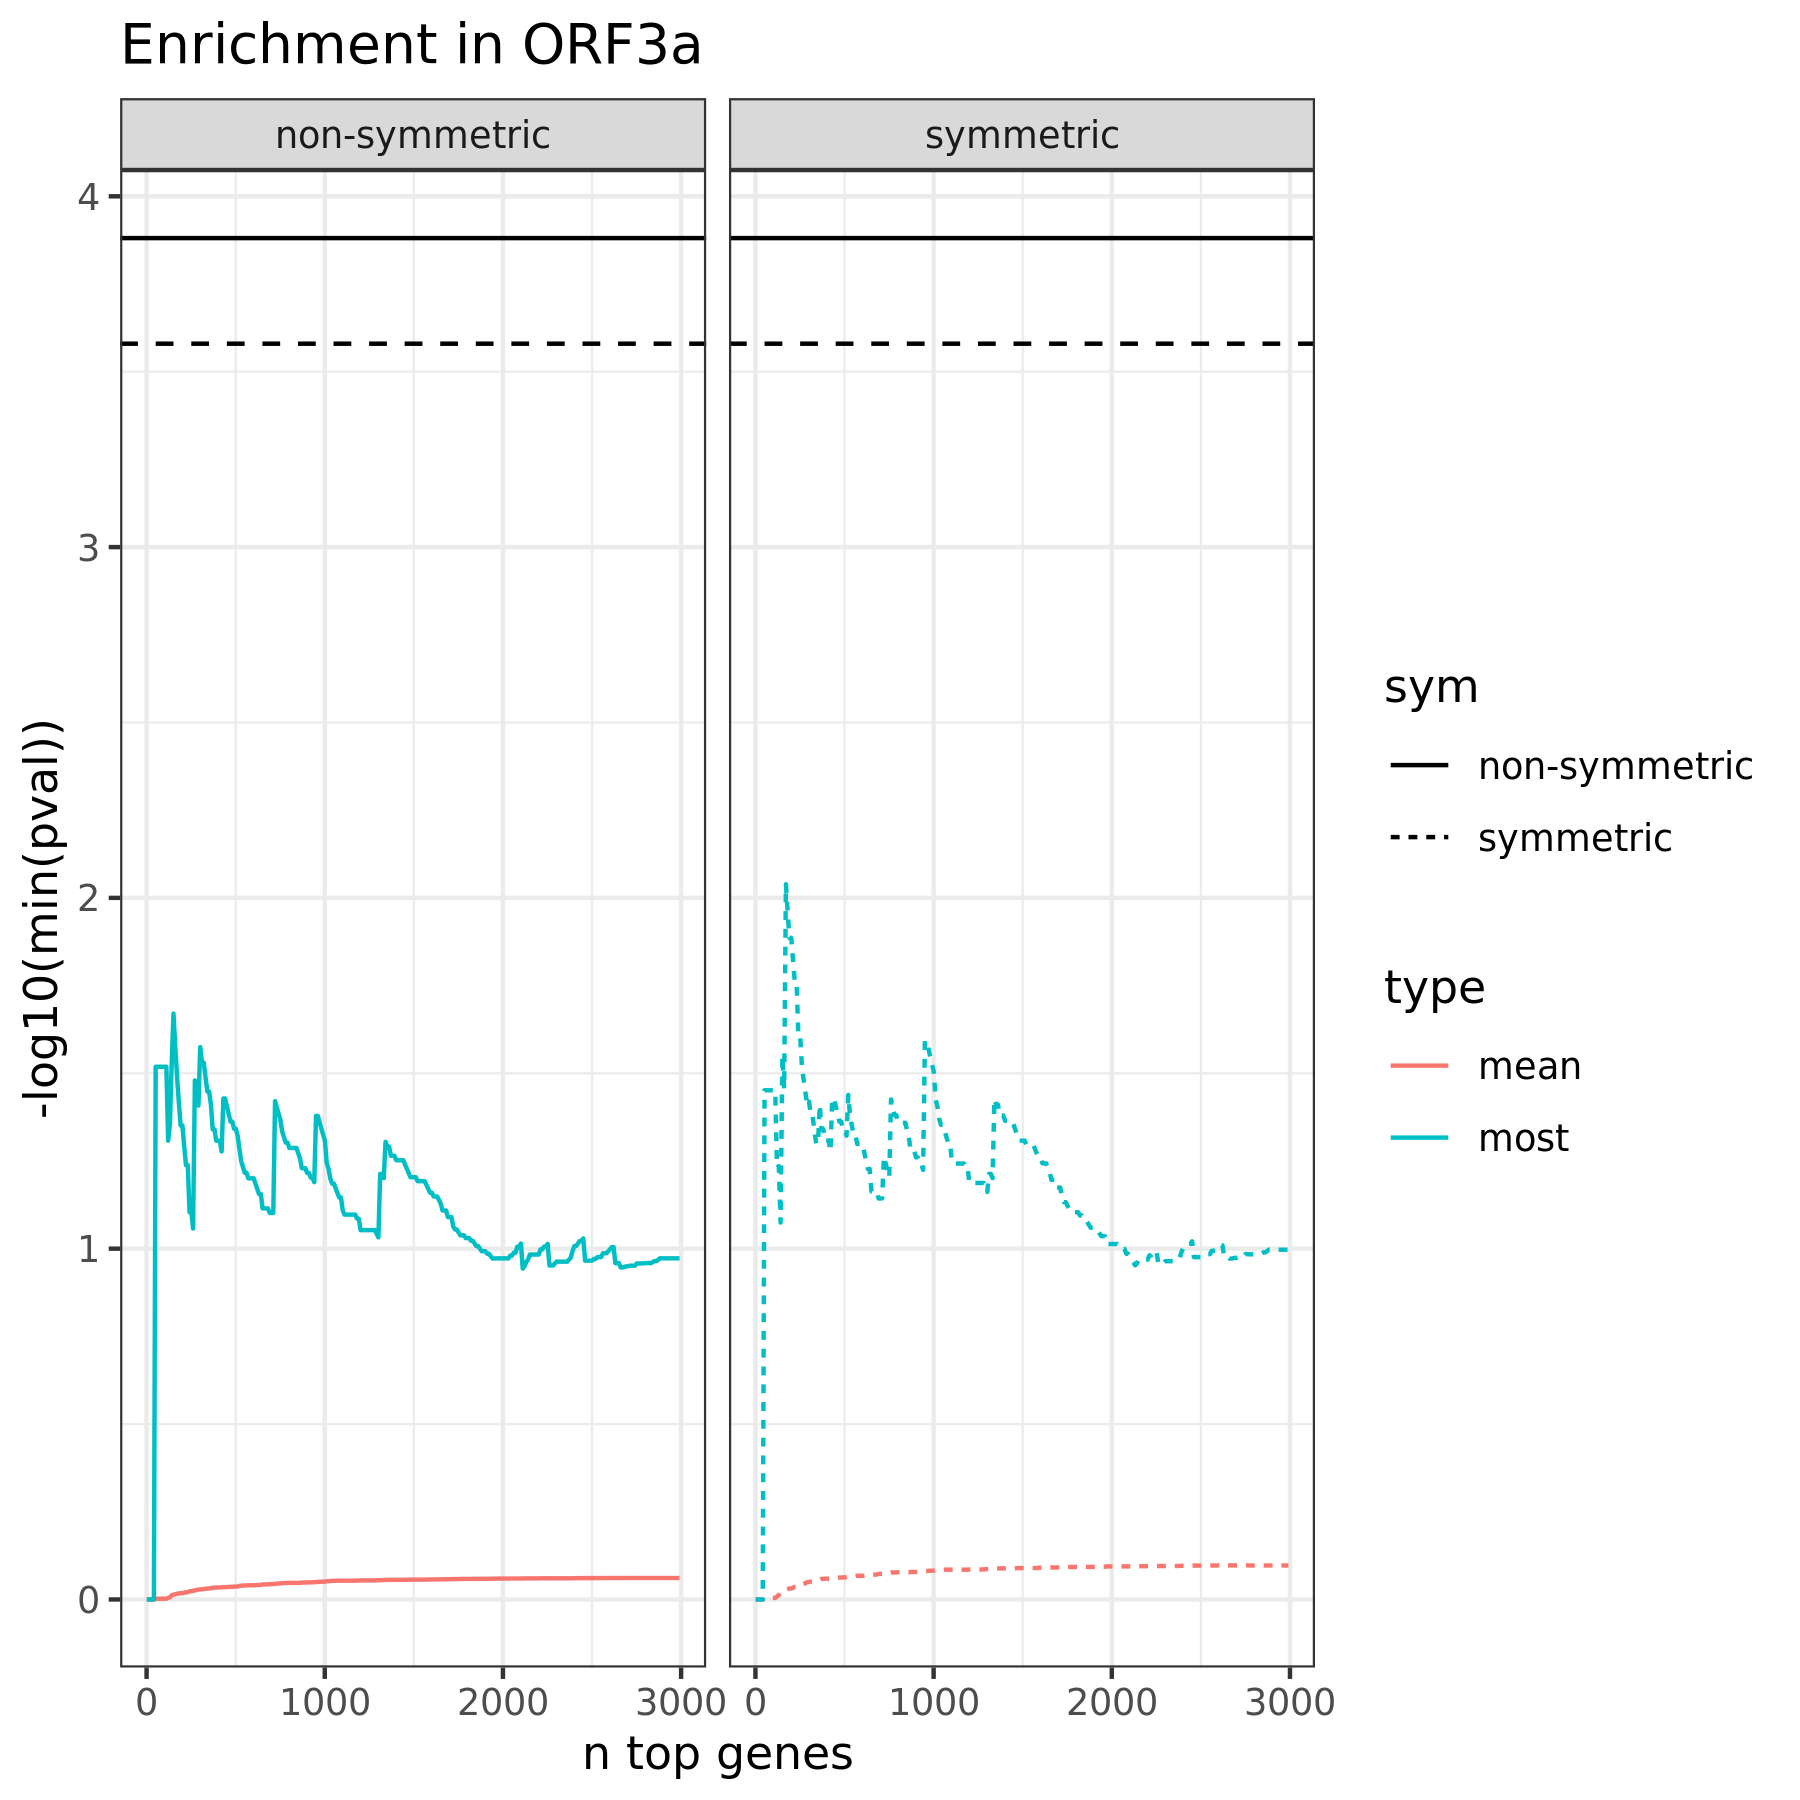 Enrichment in ORF3a
non-symmetric
symmetric
-log10(min(pval))
4
3
2
1
0
0 1000 2000 3000
0 1000 2000 3000
n top genes
sym
non-symmetric
symmetric
type
mean
most